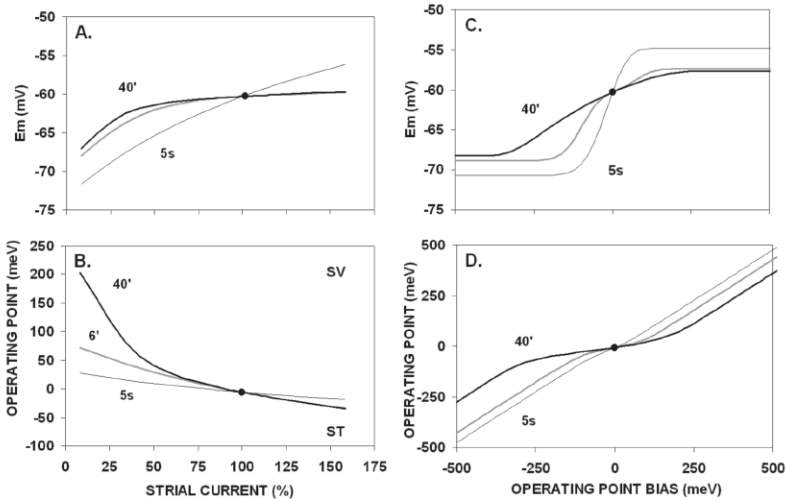 A.
-50
-55
-60
-65
-70
-75
Em (mV)
40'
5s
C.
-50
-55
-60
-65
-70
-75
Em (mV)
40'
5s
B.
250
200
150
100
50
0
-50
-100
OPERATING POINT (meV)
SV
40'
6'
5s
ST
0 25 50 75 100 125 150 175
STRIAL CURRENT (%)
D.
500
250
0
-250
-500
OPERATING POINT (meV)
40'
5s
-500 -250 0 250 500
OPERATING POINT BIAS (meV)